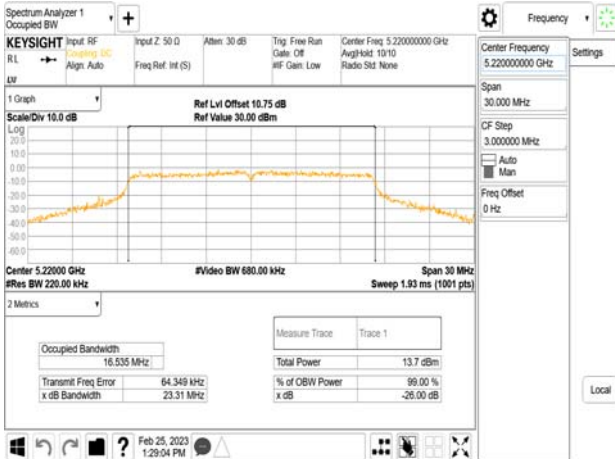 Spectrum Analyzer 1
Occupied BW
+
Frequency
KEYSIGHT
RL
Input: RF
Coupling: DC
Align: Auto
Input Z: 50 Ω
Freq Ref: Int (S)
Atten: 30 dB
Trig: Free Run
Gate: Off
#IF Gain: Low
Center Freq: 5.220000000 GHz
Avg|Hold: 10/10
Radio Std: None
1 Graph
Scale/Div 10.0 dB
Ref Lvl Offset 10.75 dB
Ref Value 30.00 dBm
Log
20.0
10.0
0.00
-10.0
-20.0
-30.0
-40.0
-50.0
-60.0
Center 5.22000 GHz
#Res BW 220.00 kHz
#Video BW 680.00 kHz
Span 30 MHz
Sweep 1.93 ms (1001 pts)
2 Metrics
Measure Trace Trace 1
Occupied Bandwidth
16.535 MHz
Total Power 13.7 dBm
Transmit Freq Error 64.349 kHz
% of OBW Power 99.00 %
x dB Bandwidth 23.31 MHz
x dB -26.00 dB
Feb 25, 2023
1:29:04 PM
?
Center Frequency
5.220000000 GHz
Span
30.000 MHz
CF Step
3.000000 MHz
Auto
Man
Freq Offset
0 Hz
Settings
Local